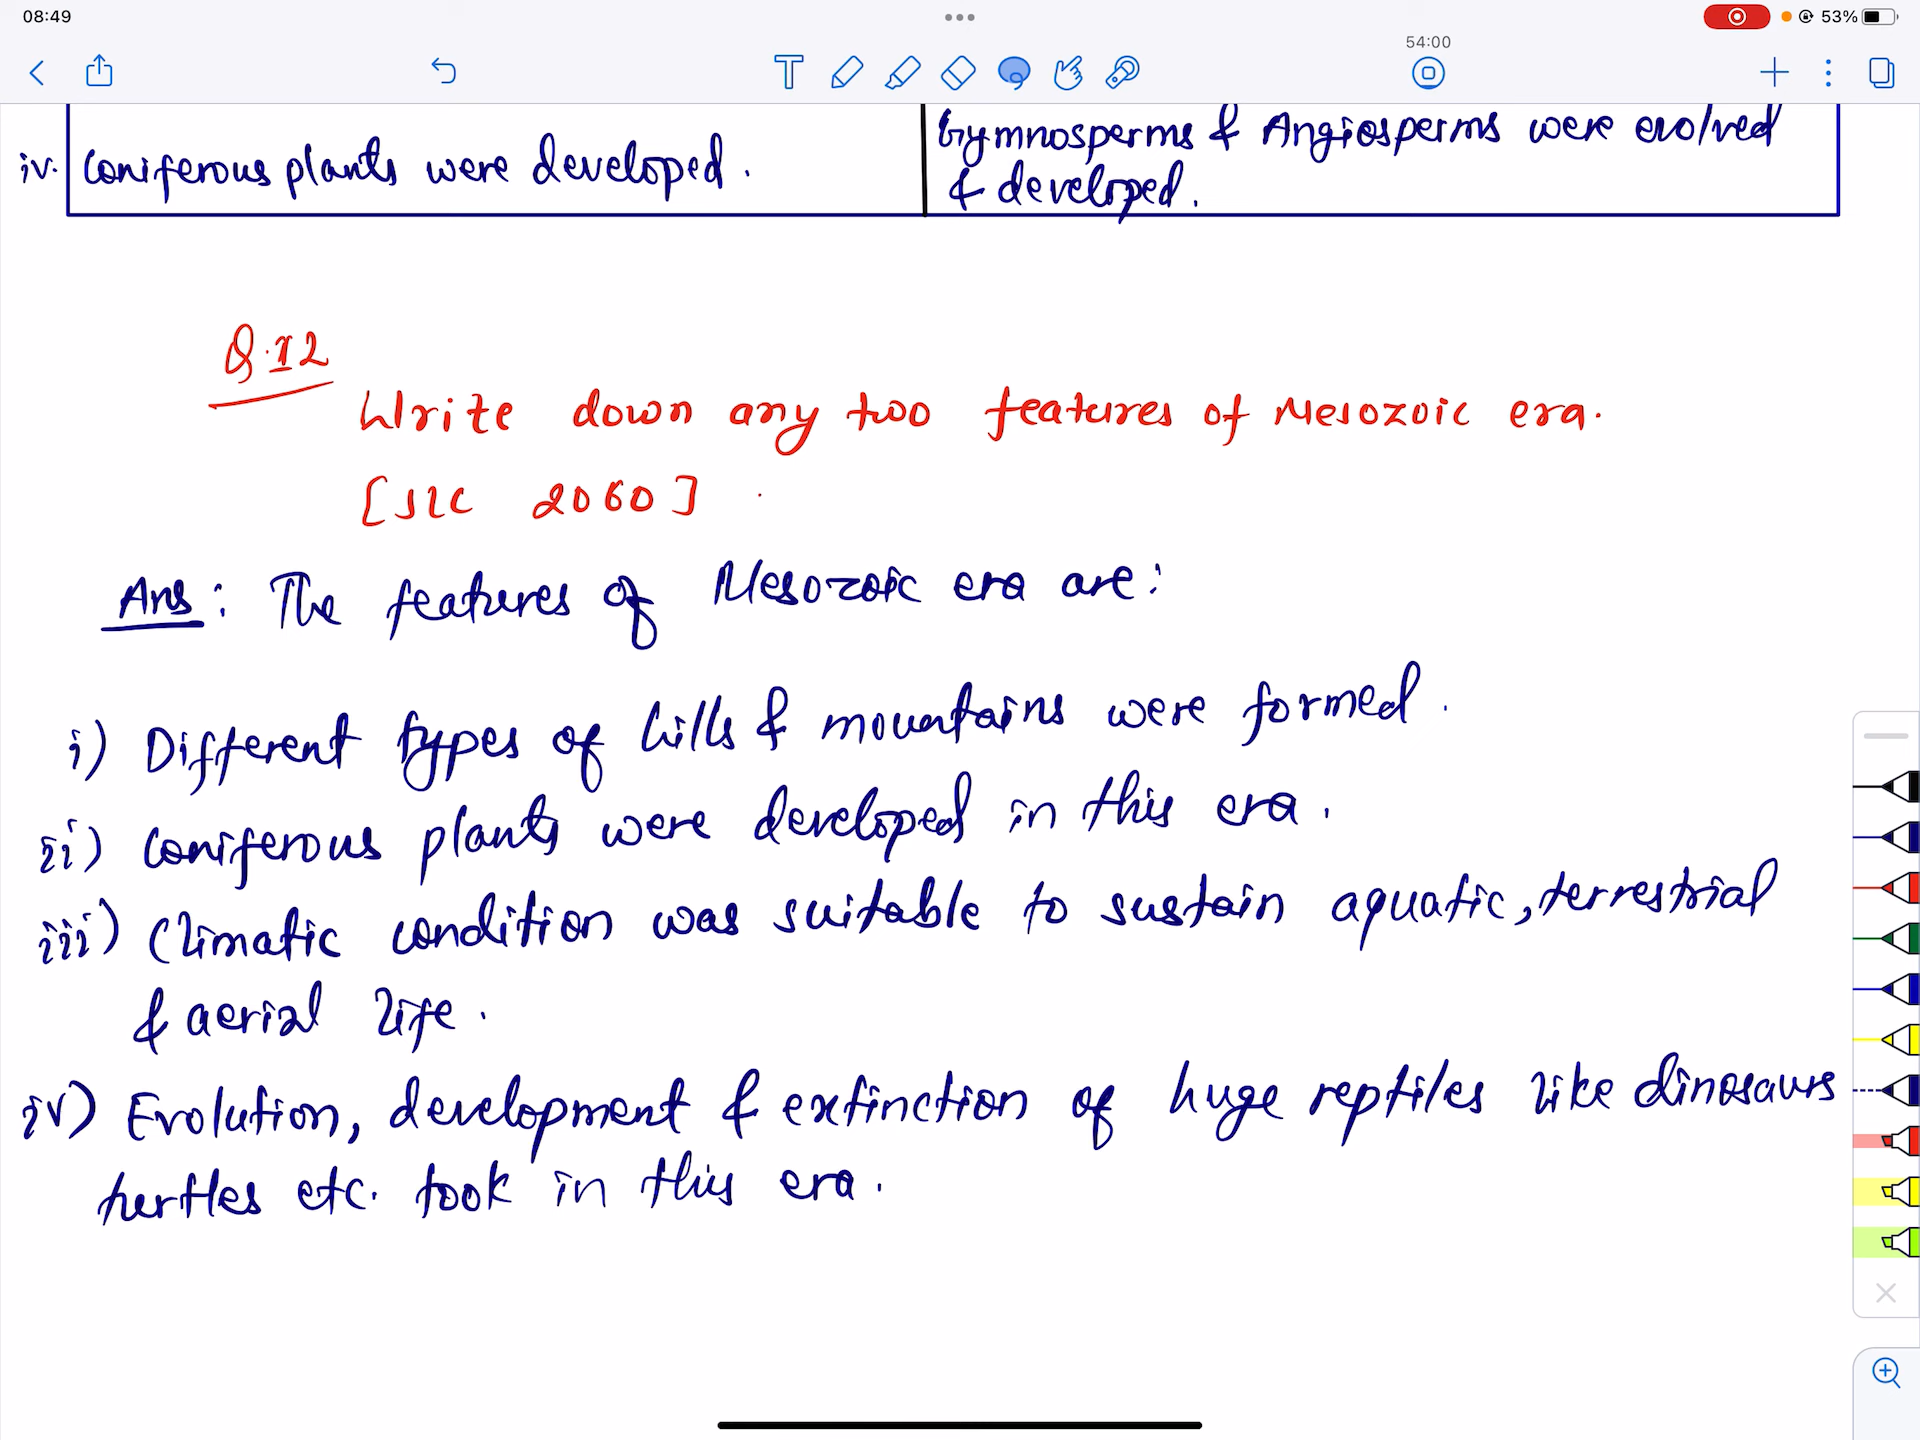 08:49
53%
54:00
T
Gymnosperms & Angiosperms were evolved
iv. Coniferous plants were developed.
& developed.
Q.12
Write down any two features of Mesozoic era.
[SLC 2060]
Ans: The features of Mesozoic era are:
i) Different types of hills & mountains were formed.
ii) Coniferous plants were developed in this era.
iii) Climatic condition was suitable to sustain aquatic, terrestrial
& aerial life.
iv) Evolution, development & extinction of huge reptiles like dinosaurs
turtles etc. took in this era.